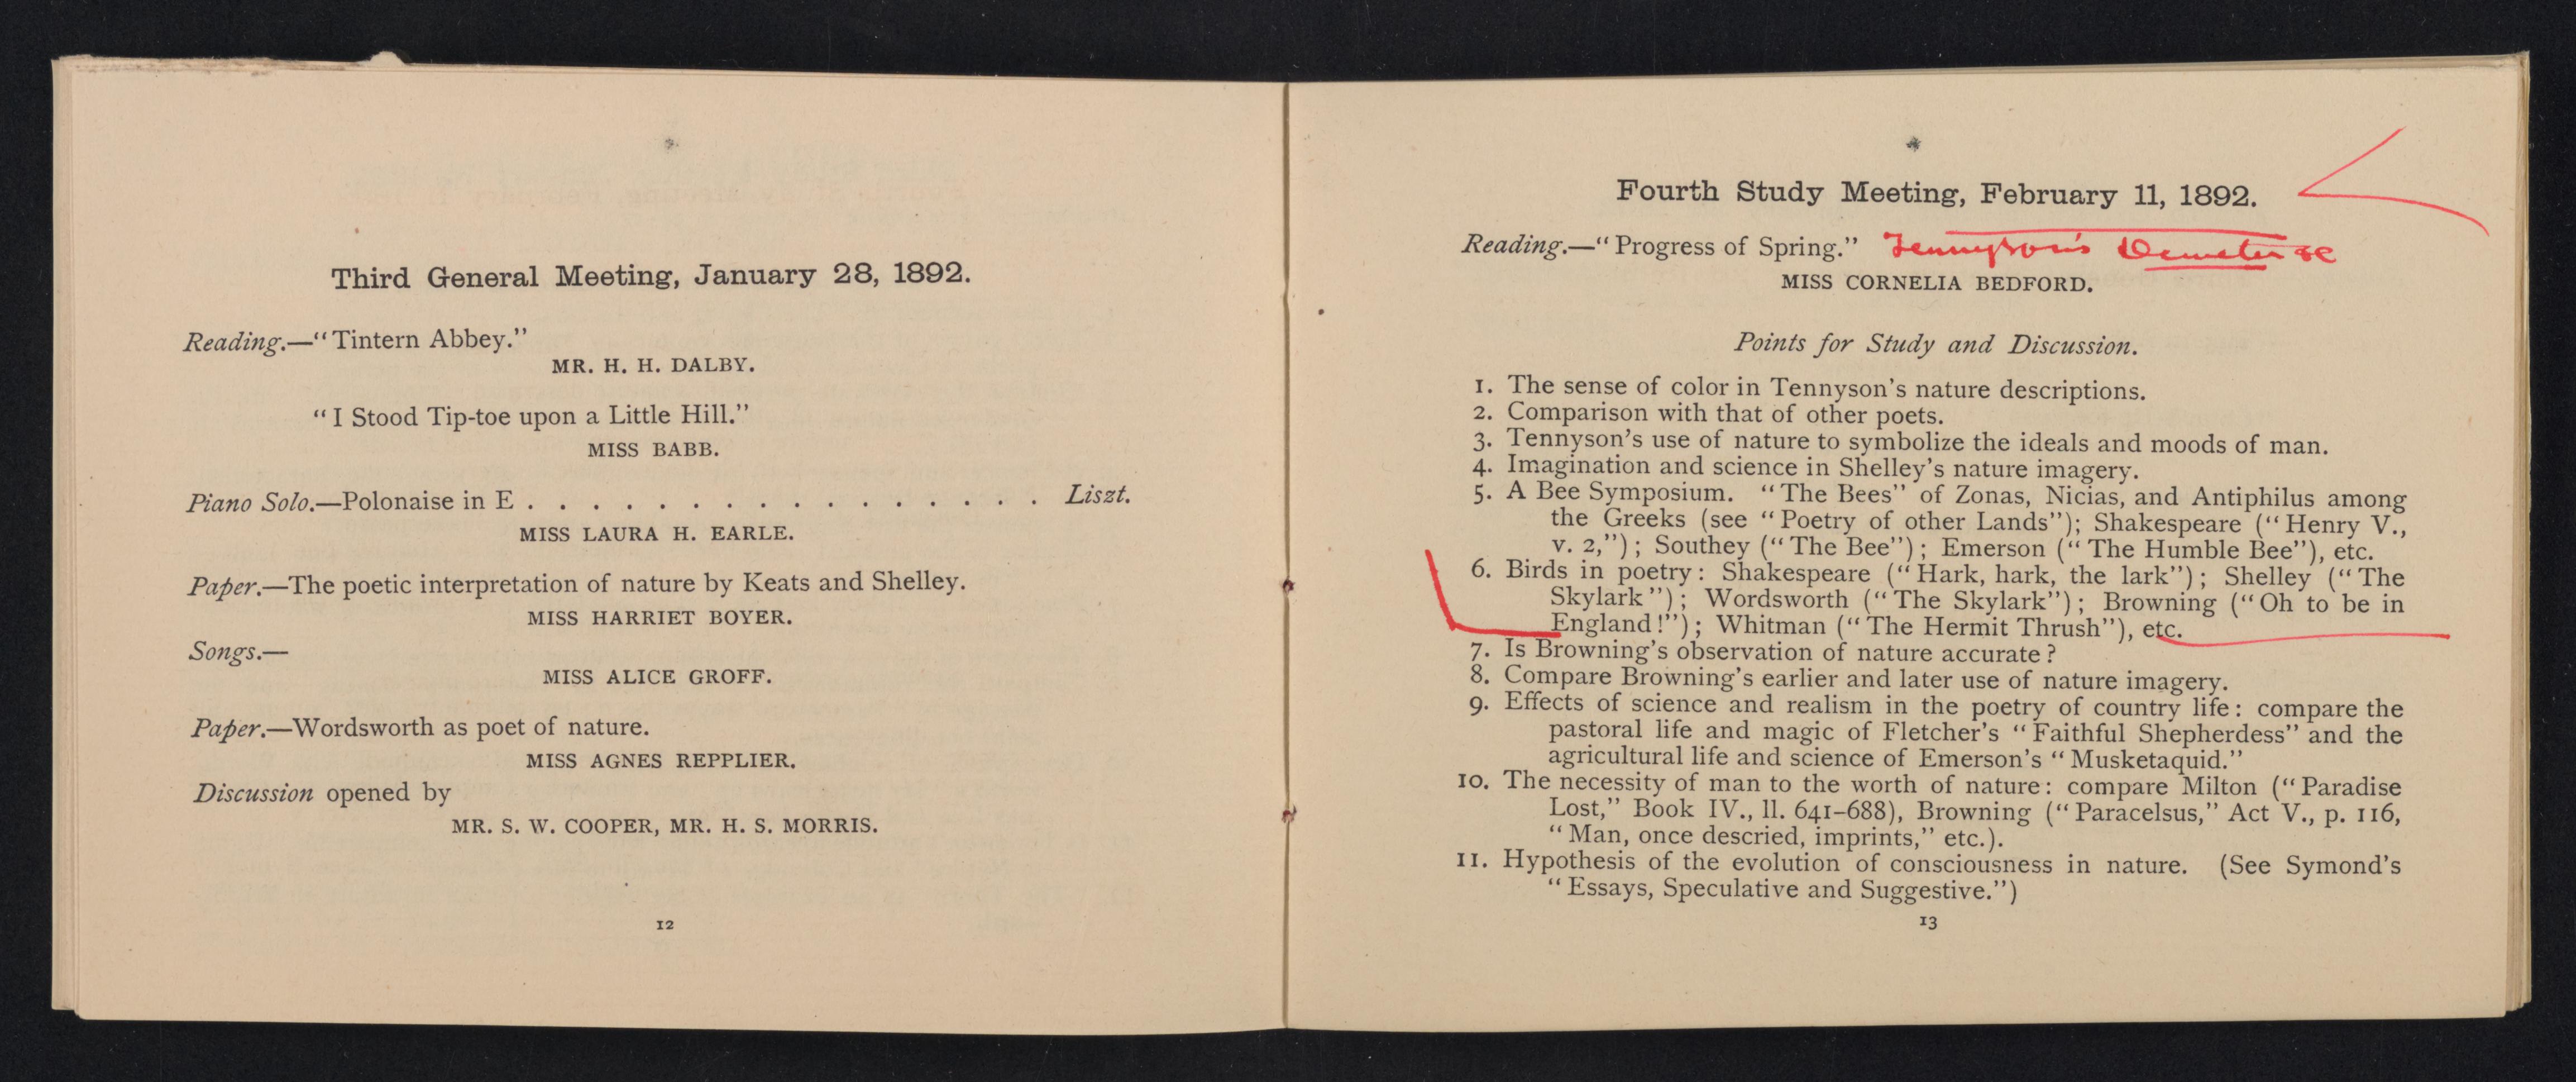 Third General Meeting, January 28, 1892.
Reading.—“Tintern Abbey.”
MR. H. H. DALBY.
“I Stood Tip-toe upon a Little Hill.”
MISS BABB.
Piano Solo.—Polonaise in E . . . . . . . . . . . . . . . . Liszt.
MISS LAURA H. EARLE.
Paper.—The poetic interpretation of nature by Keats and Shelley.
MISS HARRIET BOYER.
Songs.—
MISS ALICE GROFF.
Paper.—Wordsworth as poet of nature.
MISS AGNES REPPLIER.
Discussion opened by
MR. S. W. COOPER, MR. H. S. MORRIS.
12
Fourth Study Meeting, February 11, 1892.
Reading.—“Progress of Spring.” Tennyson's Demeter &c
MISS CORNELIA BEDFORD.
Points for Study and Discussion.
1. The sense of color in Tennyson’s nature descriptions.
2. Comparison with that of other poets.
3. Tennyson’s use of nature to symbolize the ideals and moods of man.
4. Imagination and science in Shelley’s nature imagery.
5. A Bee Symposium. “The Bees” of Zonas, Nicias, and Antiphilus among
the Greeks (see “Poetry of other Lands”); Shakespeare (“Henry V.,
v. 2,”); Southey (“The Bee”); Emerson (“The Humble Bee”), etc.
6. Birds in poetry: Shakespeare (“Hark, hark, the lark”); Shelley (“The
Skylark”); Wordsworth (“The Skylark”); Browning (“Oh to be in
England!”); Whitman (“The Hermit Thrush”), etc.
7. Is Browning’s observation of nature accurate?
8. Compare Browning’s earlier and later use of nature imagery.
9. Effects of science and realism in the poetry of country life: compare the
pastoral life and magic of Fletcher’s “Faithful Shepherdess” and the
agricultural life and science of Emerson’s “Musketaquid.”
10. The necessity of man to the worth of nature: compare Milton (“Paradise
Lost,” Book IV., ll. 641–688), Browning (“Paracelsus,” Act V., p. 116,
“Man, once descried, imprints,” etc.).
11. Hypothesis of the evolution of consciousness in nature. (See Symond’s
“Essays, Speculative and Suggestive.”)
13